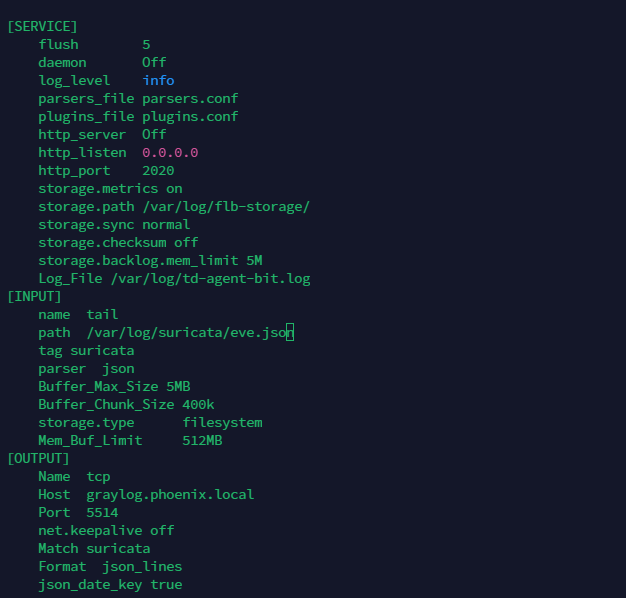 [SERVICE]
    flush        5
    daemon       Off
    log_level    info
    parsers_file parsers.conf
    plugins_file plugins.conf
    http_server  Off
    http_listen  0.0.0.0
    http_port    2020
    storage.metrics on
    storage.path /var/log/flb-storage/
    storage.sync normal
    storage.checksum off
    storage.backlog.mem_limit 5M
    Log_File /var/log/td-agent-bit.log
[INPUT]
    name  tail
    path  /var/log/suricata/eve.json
    tag suricata
    parser  json
    Buffer_Max_Size 5MB
    Buffer_Chunk_Size 400k
    storage.type      filesystem
    Mem_Buf_Limit     512MB
[OUTPUT]
    Name  tcp
    Host  graylog.phoenix.local
    Port  5514
    net.keepalive off
    Match suricata
    Format  json_lines
    json_date_key true